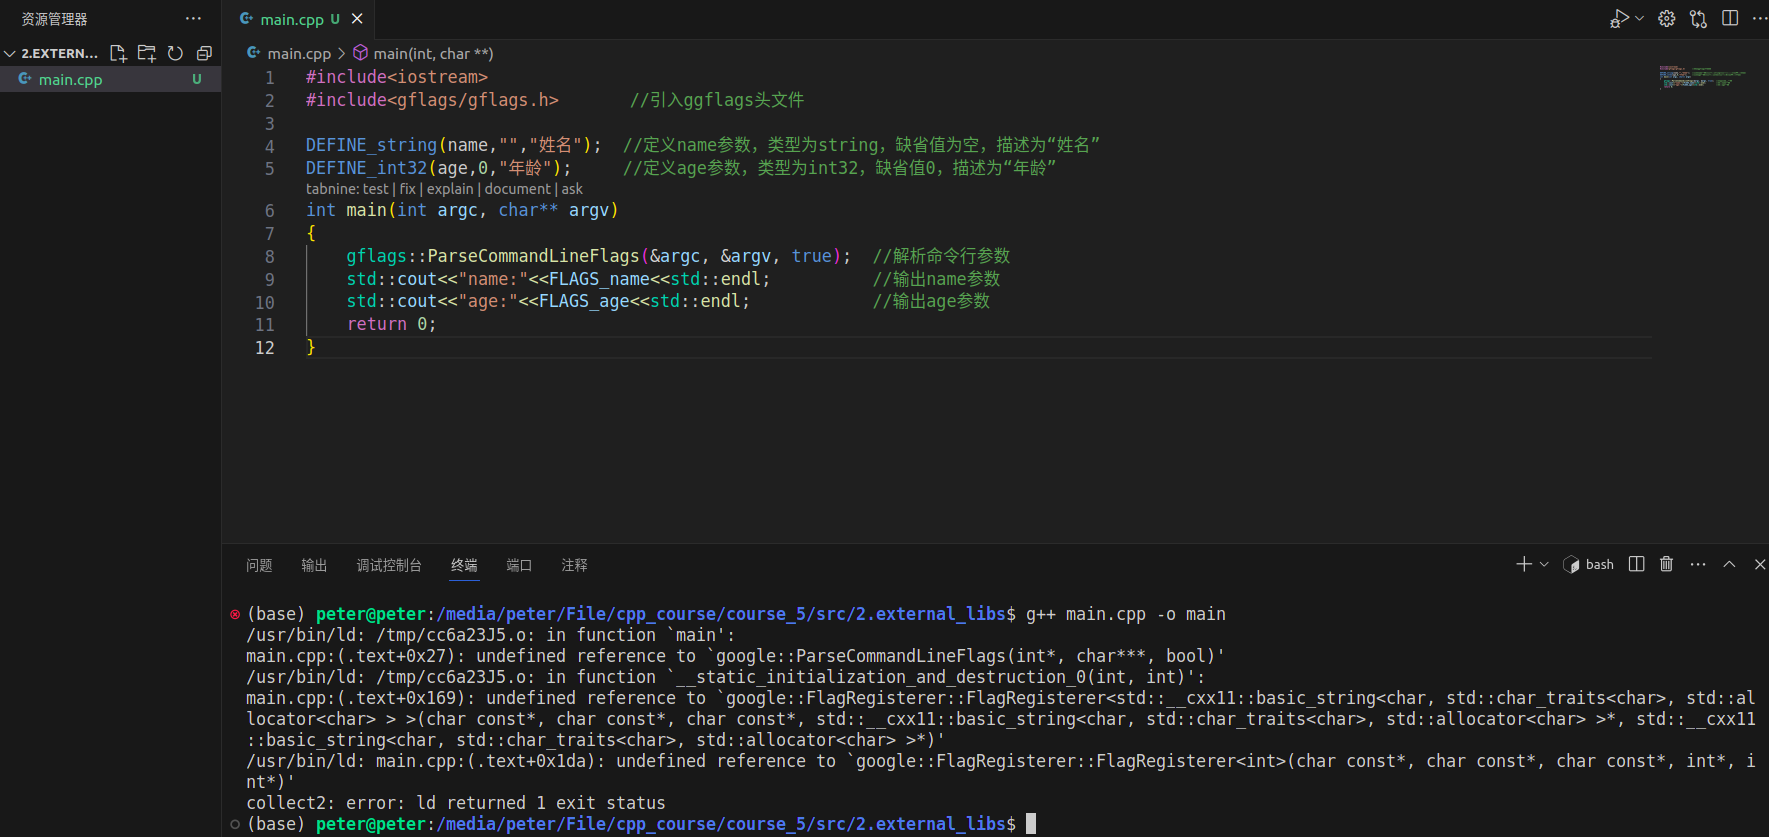 资源管理器 ···
main.cpp U ×
2.EXTERN...
main.cpp U
main.cpp > main(int, char **)
1 #include<iostream>
2 #include<gflags/gflags.h> //引入ggflags头文件
3
4 DEFINE_string(name,"","姓名"); //定义name参数，类型为string，缺省值为空，描述为“姓名”
5 DEFINE_int32(age,0,"年龄"); //定义age参数，类型为int32，缺省值0，描述为“年龄”
tabnine: test | fix | explain | document | ask
6 int main(int argc, char** argv)
7 {
8 gflags::ParseCommandLineFlags(&argc, &argv, true); //解析命令行参数
9 std::cout<<"name:"<<FLAGS_name<<std::endl; //输出name参数
10 std::cout<<"age:"<<FLAGS_age<<std::endl; //输出age参数
11 return 0;
12 }
问题 输出 调试控制台 终端 端口 注释 bash
(base) peter@peter:/media/peter/File/cpp_course/course_5/src/2.external_libs$ g++ main.cpp -o main
/usr/bin/ld: /tmp/cc6a23J5.o: in function `main':
main.cpp:(.text+0x27): undefined reference to `google::ParseCommandLineFlags(int*, char***, bool)'
/usr/bin/ld: /tmp/cc6a23J5.o: in function `__static_initialization_and_destruction_0(int, int)':
main.cpp:(.text+0x169): undefined reference to `google::FlagRegisterer::FlagRegisterer<std::__cxx11::basic_string<char, std::char_traits<char>, std::al
locator<char> > >(char const*, char const*, char const*, std::__cxx11::basic_string<char, std::char_traits<char>, std::allocator<char> >*, std::__cxx11
::basic_string<char, std::char_traits<char>, std::allocator<char> >*)'
/usr/bin/ld: main.cpp:(.text+0x1da): undefined reference to `google::FlagRegisterer::FlagRegisterer<int>(char const*, char const*, char const*, int*, i
nt*)'
collect2: error: ld returned 1 exit status
(base) peter@peter:/media/peter/File/cpp_course/course_5/src/2.external_libs$